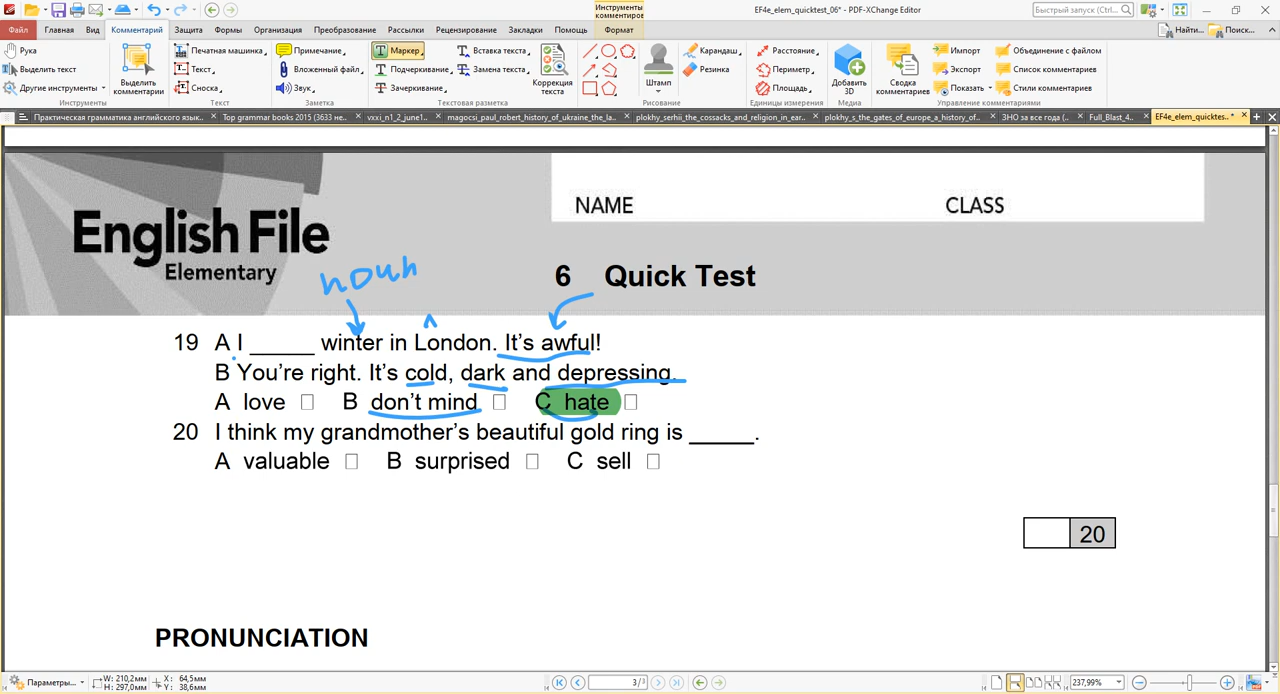 Инструменты комментариев
EF4e_elem_quicktest_06* - PDF-XChange Editor
Быстрый запуск (Ctrl...
Файл Главная Вид Комментарий Защита Формы Организация Преобразование Рассылки Рецензирование Закладки Помощь Формат Найти... Поиск...
Рука
Выделить текст
Другие инструменты
Инструменты
Выделить комментарии
Печатная машинка
Текст
Сноска
Текст
Примечание
Вложенный файл
Звук
Заметка
Маркер
Подчеркивание
Зачеркивание
Вставка текста
Замена текста
Коррекция текста
Текстовая разметка
Штамп
Карандаш
Резинка
Рисование
Расстояние
Периметр
Площадь
Единицы измерения
Добавить 3D
Медиа
Сводка комментариев
Импорт
Экспорт
Показать
Объединение с файлом
Список комментариев
Стили комментариев
Управление комментариями
Практическая грамматика английского язык... Top grammar books 2015 (3633 не... vxxi_n1_2_june1... magocsi_paul_robert_history_of_ukraine_the_la... plokhy_serhii_the_cossacks_and_religion_in_ear... plokhy_s_the_gates_of_europe_a_history_of... ЗНО за все года (... Full_Blast_4... EF4e_elem_quicktest... *
NAME CLASS
English File
Elementary
6 Quick Test
noun
19 A I _____ winter in London. It's awful!
B You're right. It's cold, dark and depressing.
A love B don't mind C hate
20 I think my grandmother's beautiful gold ring is _____.
A valuable B surprised C sell
20
PRONUNCIATION
Параметры... W: 210,2mm H: 297,0mm X: 64,5mm Y: 38,6mm 3/3 237,99%